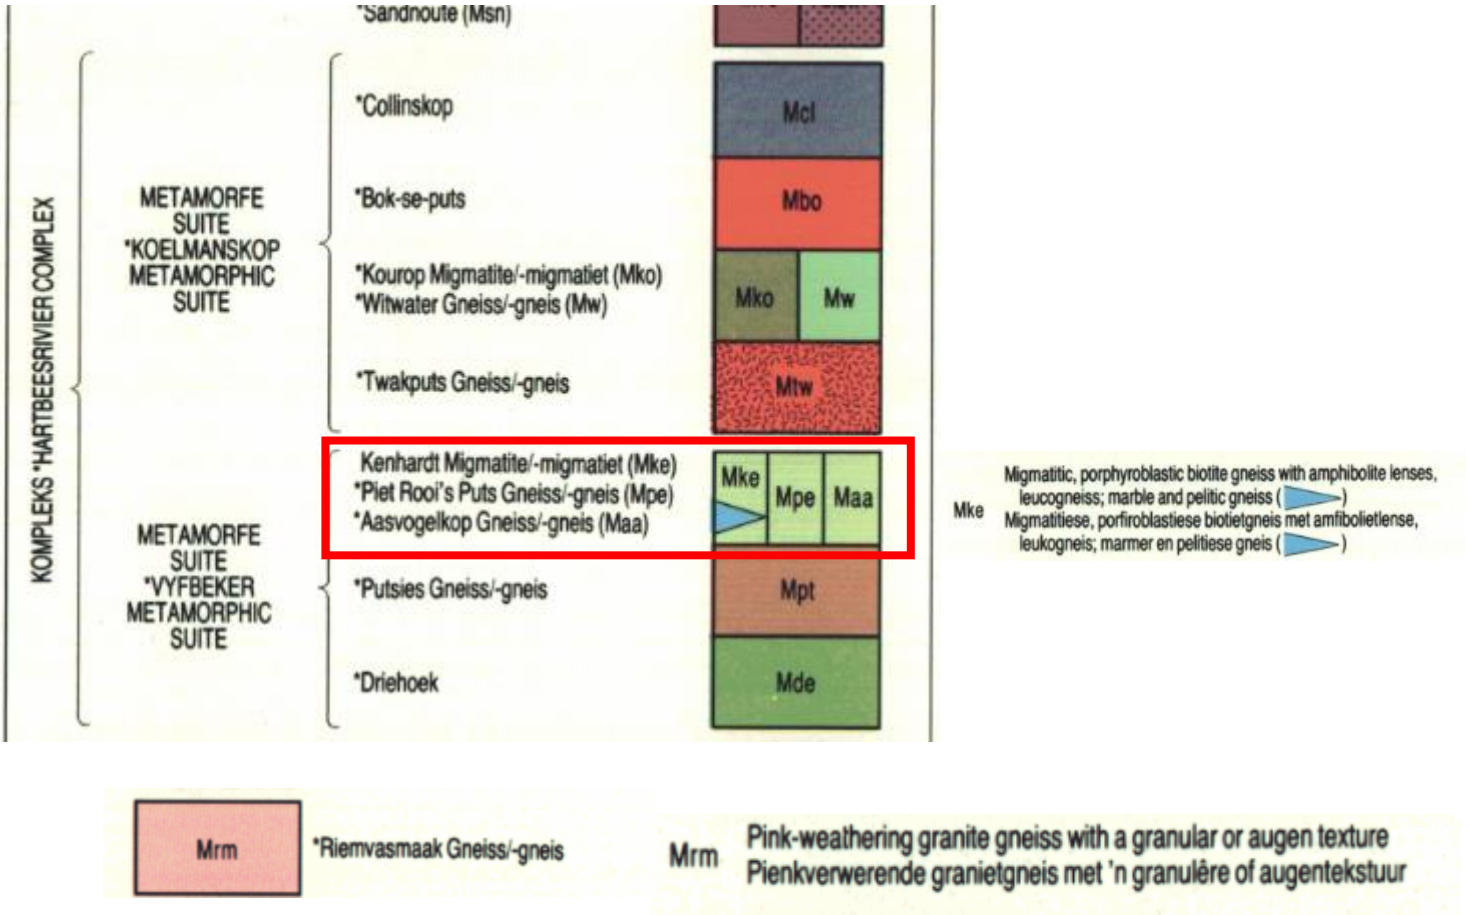 *Sandnoute (Msn)
KOMPLEKS *HARTBEESRIVIER COMPLEX
METAMORFE
SUITE
*KOELMANSKOP
METAMORPHIC
SUITE
*Collinskop
Mcl
*Bok-se-puts
Mbo
*Kourop Migmatite/-migmatiet (Mko)
*Witwater Gneiss/-gneis (Mw)
Mko
Mw
*Twakputs Gneiss/-gneis
Mtw
METAMORFE
SUITE
*VYFBEKER
METAMORPHIC
SUITE
Kenhardt Migmatite/-migmatiet (Mke)
*Piet Rooi's Puts Gneiss/-gneis (Mpe)
*Aasvogelkop Gneiss/-gneis (Maa)
Mke
Mpe
Maa
*Putsies Gneiss/-gneis
Mpt
*Driehoek
Mde
Mke
Migmatitic, porphyroblastic biotite gneiss with amphibolite lenses,
leucogneiss; marble and pelitic gneiss ( )
Migmatitiese, porfiroblastiese biotietgneis met amfibolietlense,
leukogneis; marmer en pelitiese gneis ( )
Mrm
*Riemvasmaak Gneiss/-gneis
Mrm
Pink-weathering granite gneiss with a granular or augen texture
Pienkverwerende granietgneis met 'n granulêre of augentekstuur